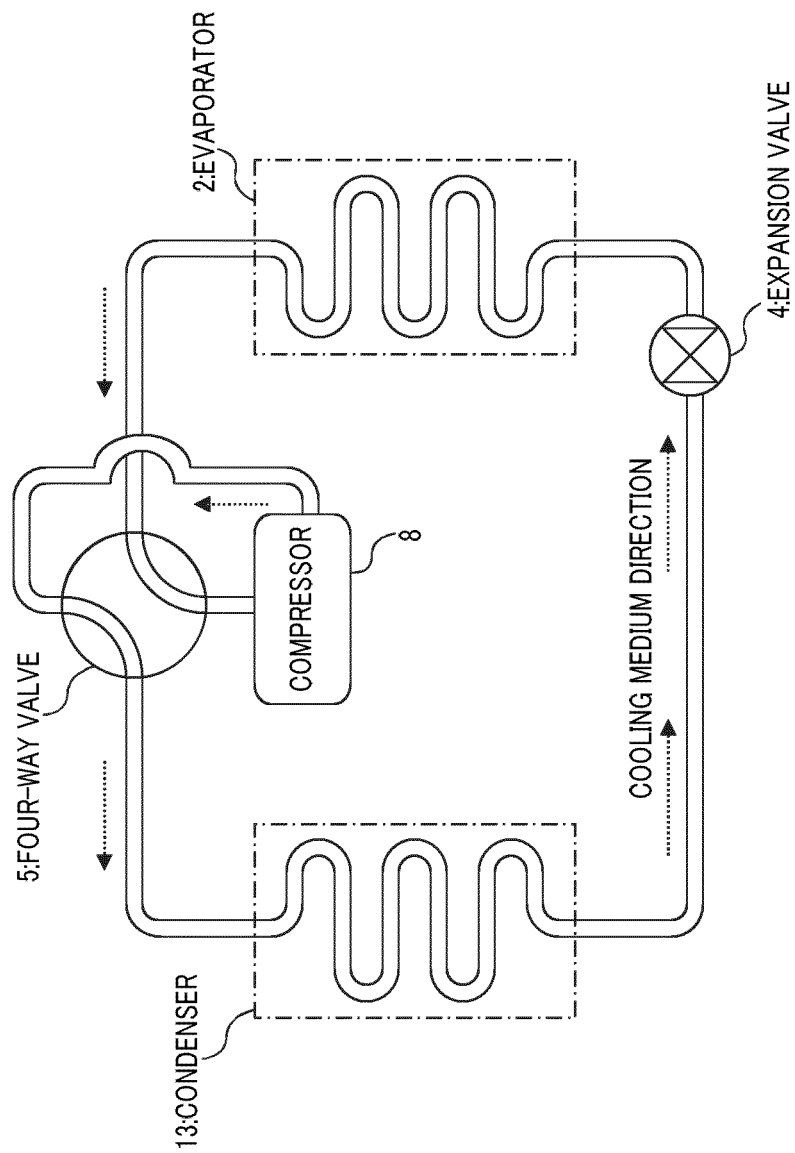 13:CONDENSER
5:FOUR-WAY VALVE
2:EVAPORATOR
COMPRESSOR
8
COOLING MEDIUM DIRECTION
4:EXPANSION VALVE